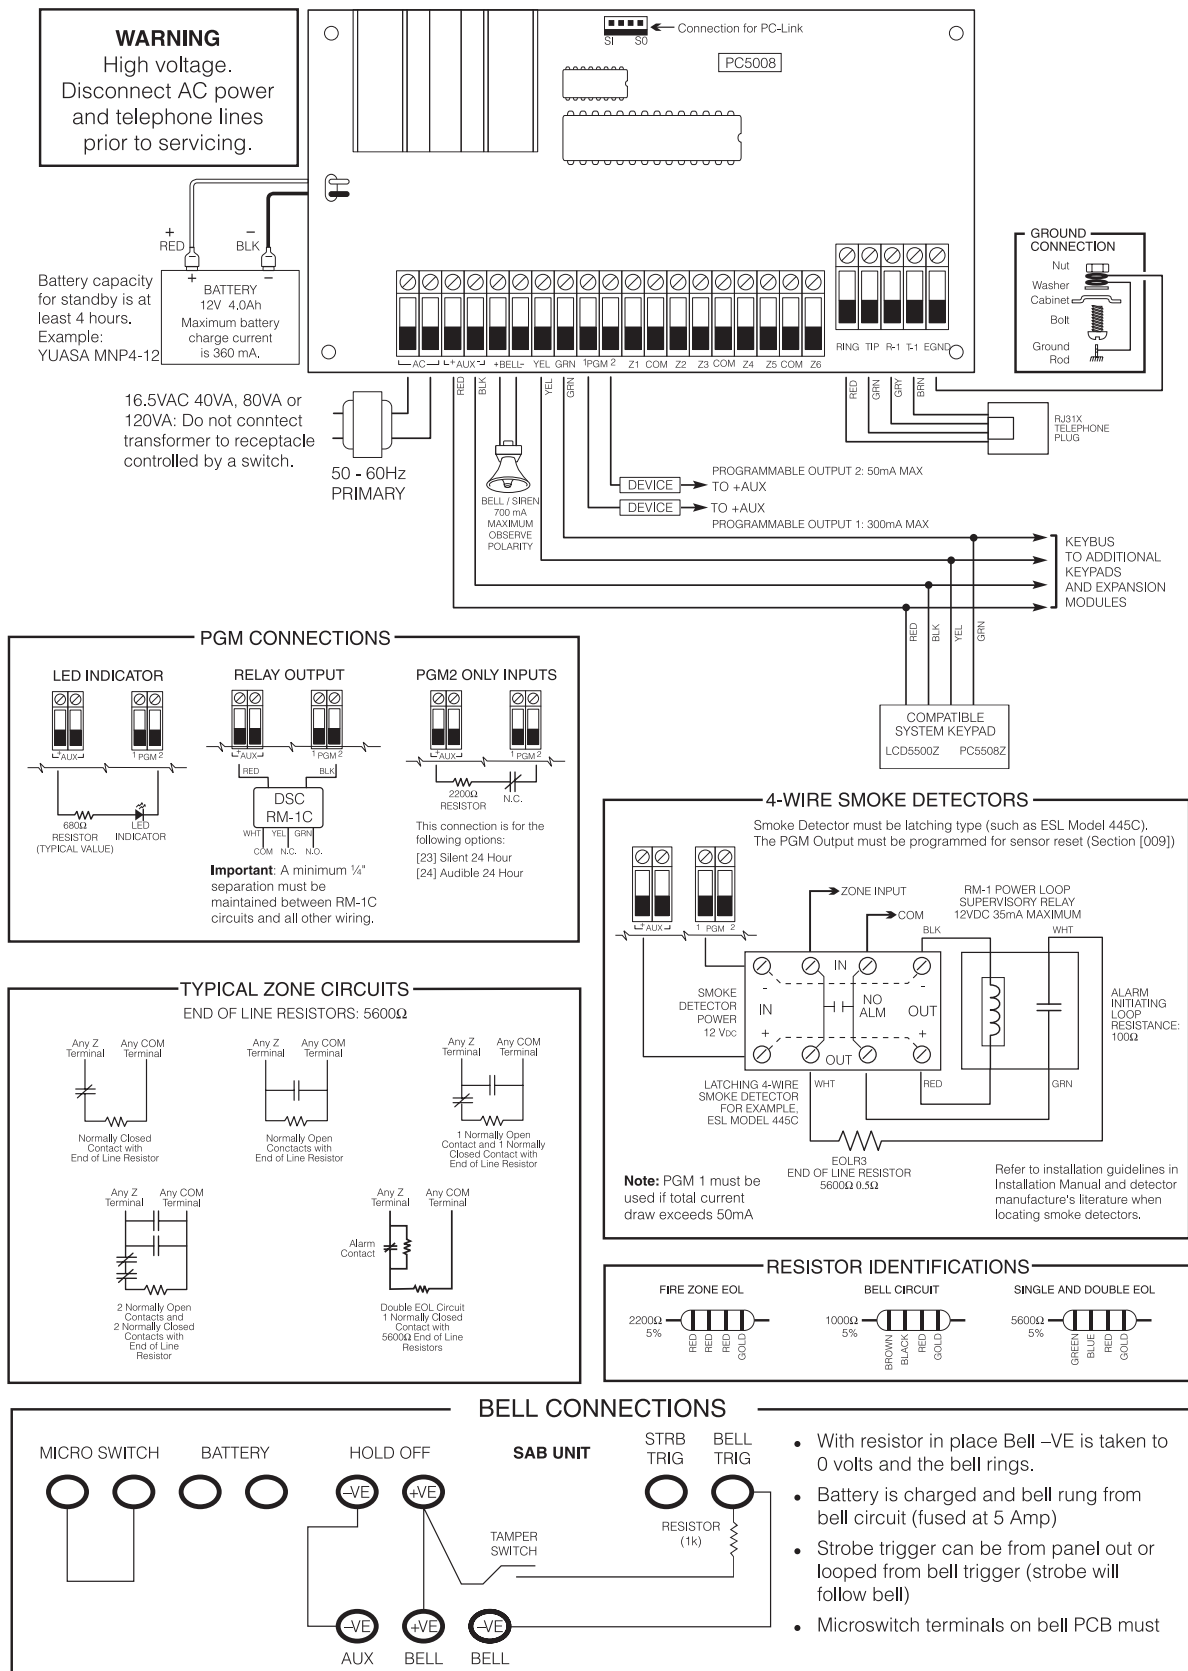 WARNING
High voltage.
Disconnect AC power
and telephone lines
prior to servicing.
SI
S0
Connection for PC-Link
PC5008
+
RED
–
BLK
+
–
BATTERY
12V 4.0Ah
Maximum battery
charge current
is 360 mA.
Battery capacity
for standby is at
least 4 hours.
Example:
YUASA MNP4-12
AC
+AUX-
+BELL-
YEL
GRN
1PGM 2
Z1
COM
Z2
Z3
COM
Z4
Z5
COM
Z6
RING
TIP
R-1
T-1
EGND
GROUND
CONNECTION
Nut
Washer
Cabinet
Bolt
Ground
Rod
RED
BLK
YEL
GRN
RED
GRN
GRY
BRN
RJ31X
TELEPHONE
PLUG
16.5VAC 40VA, 80VA or
120VA: Do not conntect
transformer to receptacle
controlled by a switch.
50 - 60Hz
PRIMARY
BELL / SIREN
700 mA
MAXIMUM
OBSERVE
POLARITY
PROGRAMMABLE OUTPUT 2: 50mA MAX
DEVICE
TO +AUX
DEVICE
TO +AUX
PROGRAMMABLE OUTPUT 1: 300mA MAX
KEYBUS
TO ADDITIONAL
KEYPADS
AND EXPANSION
MODULES
RED
BLK
YEL
GRN
COMPATIBLE
SYSTEM KEYPAD
LCD5500Z PC5508Z
PGM CONNECTIONS
LED INDICATOR
+AUX-
1 PGM 2
680Ω
RESISTOR
(TYPICAL VALUE)
LED
INDICATOR
RELAY OUTPUT
+AUX-
1 PGM 2
RED
BLK
DSC
RM-1C
WHT YEL GRN
COM N.C. N.O.
Important: A minimum ¼"
separation must be
maintained between RM-1C
circuits and all other wiring.
PGM2 ONLY INPUTS
+AUX-
1 PGM 2
2200Ω
RESISTOR
N.C.
This connection is for the
following options:
[23] Silent 24 Hour
[24] Audible 24 Hour
4-WIRE SMOKE DETECTORS
Smoke Detector must be latching type (such as ESL Model 445C).
The PGM Output must be programmed for sensor reset (Section [009])
+AUX-
1 PGM 2
ZONE INPUT
COM
RM-1 POWER LOOP
SUPERVISORY RELAY
12VDC 35mA MAXIMUM
BLK
WHT
SMOKE
DETECTOR
POWER
12 VDC
IN
-
-
IN
NO
ALM
OUT
+
+
OUT
ALARM
INITIATING
LOOP
RESISTANCE:
100Ω
LATCHING 4-WIRE
SMOKE DETECTOR
FOR EXAMPLE,
ESL MODEL 445C
WHT
RED
GRN
EOLR3
END OF LINE RESISTOR
5600Ω 0.5Ω
Note: PGM 1 must be
used if total current
draw exceeds 50mA
Refer to installation guidelines in
Installation Manual and detector
manufacture's literature when
locating smoke detectors.
TYPICAL ZONE CIRCUITS
END OF LINE RESISTORS: 5600Ω
Any Z
Terminal
Any COM
Terminal
Normally Closed
Contact with
End of Line Resistor
Any Z
Terminal
Any COM
Terminal
Normally Open
Conctacts with
End of Line Resistor
Any Z
Terminal
Any COM
Terminal
1 Normally Open
Contact and 1 Normally
Closed Contact with
End of Line Resistor
Any Z
Terminal
Any COM
Terminal
2 Normally Open
Contacts and
2 Normally Closed
Contacts with
End of Line
Resistor
Any Z
Terminal
Any COM
Terminal
Alarm
Contact
Double EOL Circuit
1 Normally Closed
Contact with
5600Ω End of Line
Resistors
RESISTOR IDENTIFICATIONS
FIRE ZONE EOL
2200Ω
5%
RED
RED
RED
GOLD
BELL CIRCUIT
1000Ω
5%
BROWN
BLACK
RED
GOLD
SINGLE AND DOUBLE EOL
5600Ω
5%
GREEN
BLUE
RED
GOLD
BELL CONNECTIONS
MICRO SWITCH
BATTERY
HOLD OFF
SAB UNIT
STRB
TRIG
BELL
TRIG
–VE
+VE
RESISTOR
(1k)
TAMPER
SWITCH
–VE
+VE
–VE
AUX
BELL
BELL
• With resistor in place Bell –VE is taken to
0 volts and the bell rings.
• Battery is charged and bell rung from
bell circuit (fused at 5 Amp)
• Strobe trigger can be from panel out or
looped from bell trigger (strobe will
follow bell)
• Microswitch terminals on bell PCB must